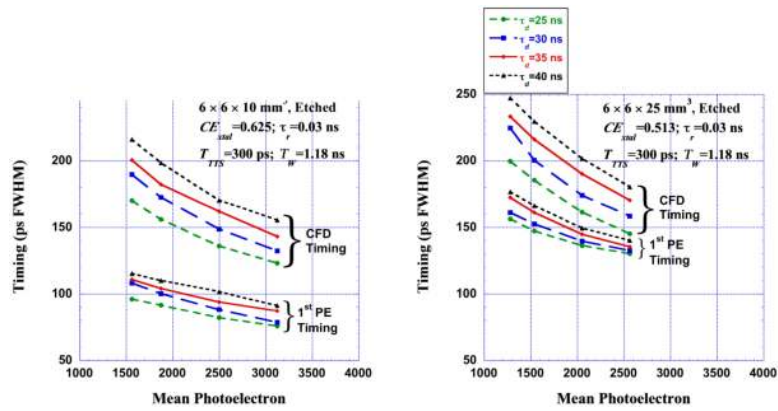 τd=25 ns
τd=30 ns
τd=35 ns
τd=40 ns
6 × 6 × 10 mm³, Etched
CExtal=0.625; τr=0.03 ns
TTTS=300 ps; TW=1.18 ns
200
150
100
50
Timing (ps FWHM)
CFD
Timing
1st PE
Timing
1000 1500 2000 2500 3000 3500 4000
Mean Photoelectron
250
200
150
100
50
Timing (ps FWHM)
6 × 6 × 25 mm³, Etched
CExtal=0.513; τr=0.03 ns
TTTS=300 ps; TW=1.18 ns
CFD
Timing
1st PE
Timing
1000 1500 2000 2500 3000 3500 4000
Mean Photoelectron